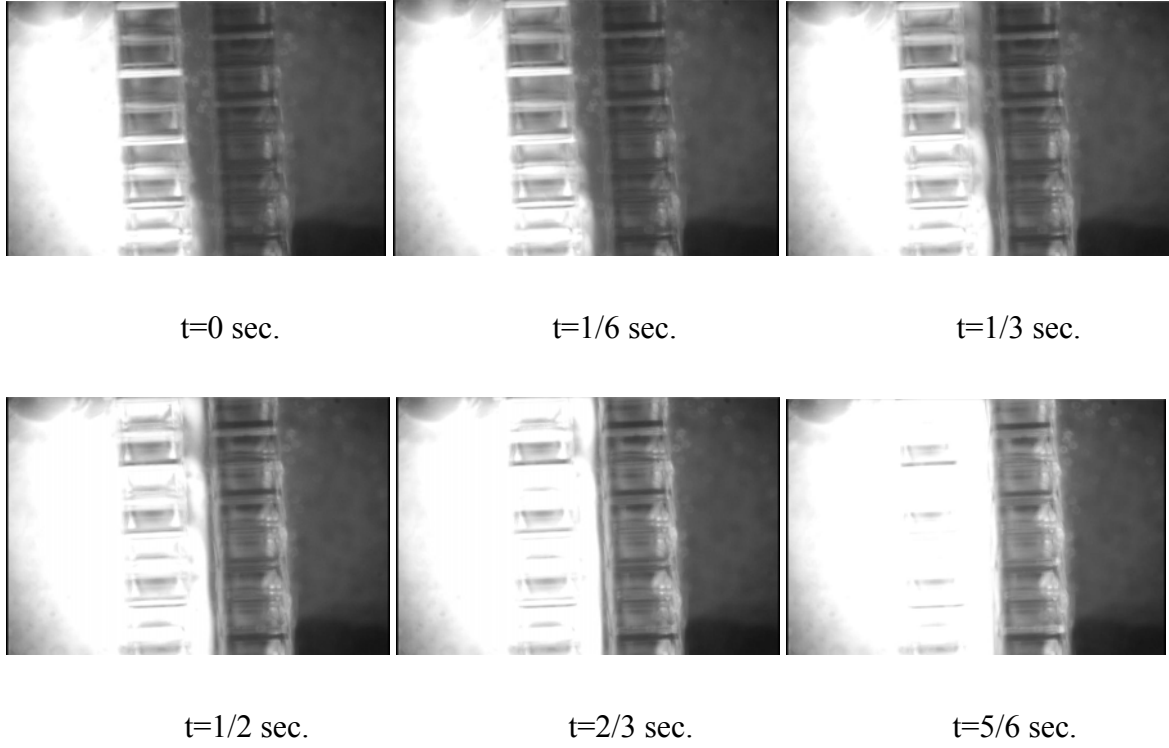 t=0 sec.
t=1/6 sec.
t=1/3 sec.
t=1/2 sec.
t=2/3 sec.
t=5/6 sec.